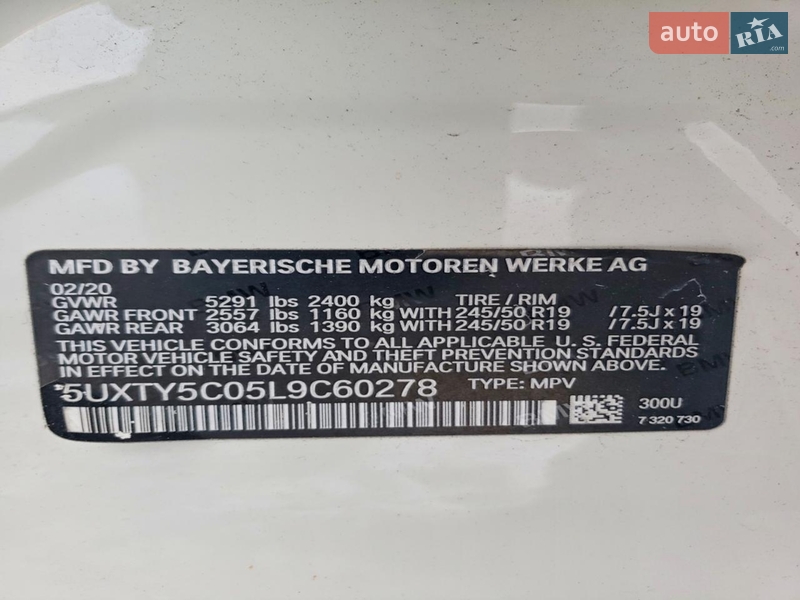 auto RIA .com
MFD BY BAYERISCHE MOTOREN WERKE AG
02/20
GVWR 5291 lbs 2400 kg TIRE / RIM
GAWR FRONT 2557 lbs 1160 kg WITH 245/50 R19 /7.5J x 19
GAWR REAR 3064 lbs 1390 kg WITH 245/50 R19 /7.5J x 19
THIS VEHICLE CONFORMS TO ALL APPLICABLE U. S. FEDERAL
MOTOR VEHICLE SAFETY AND THEFT PREVENTION STANDARDS
IN EFFECT ON THE DATE OF MANUFACTURE SHOWN ABOVE.
*5UXTY5C05L9C60278 TYPE: MPV
300U
7 320 730